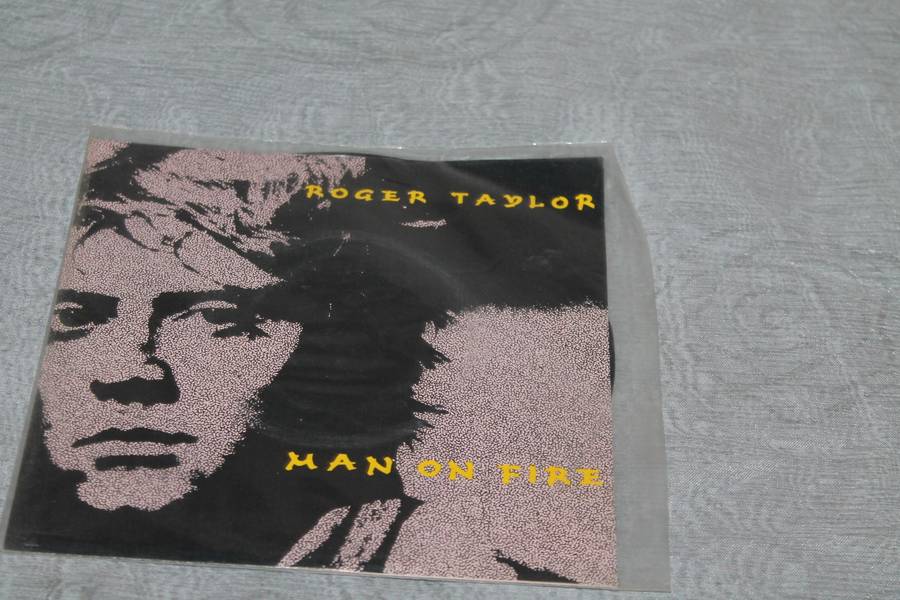 ROGER TAYLOR
MAN ON FIRE